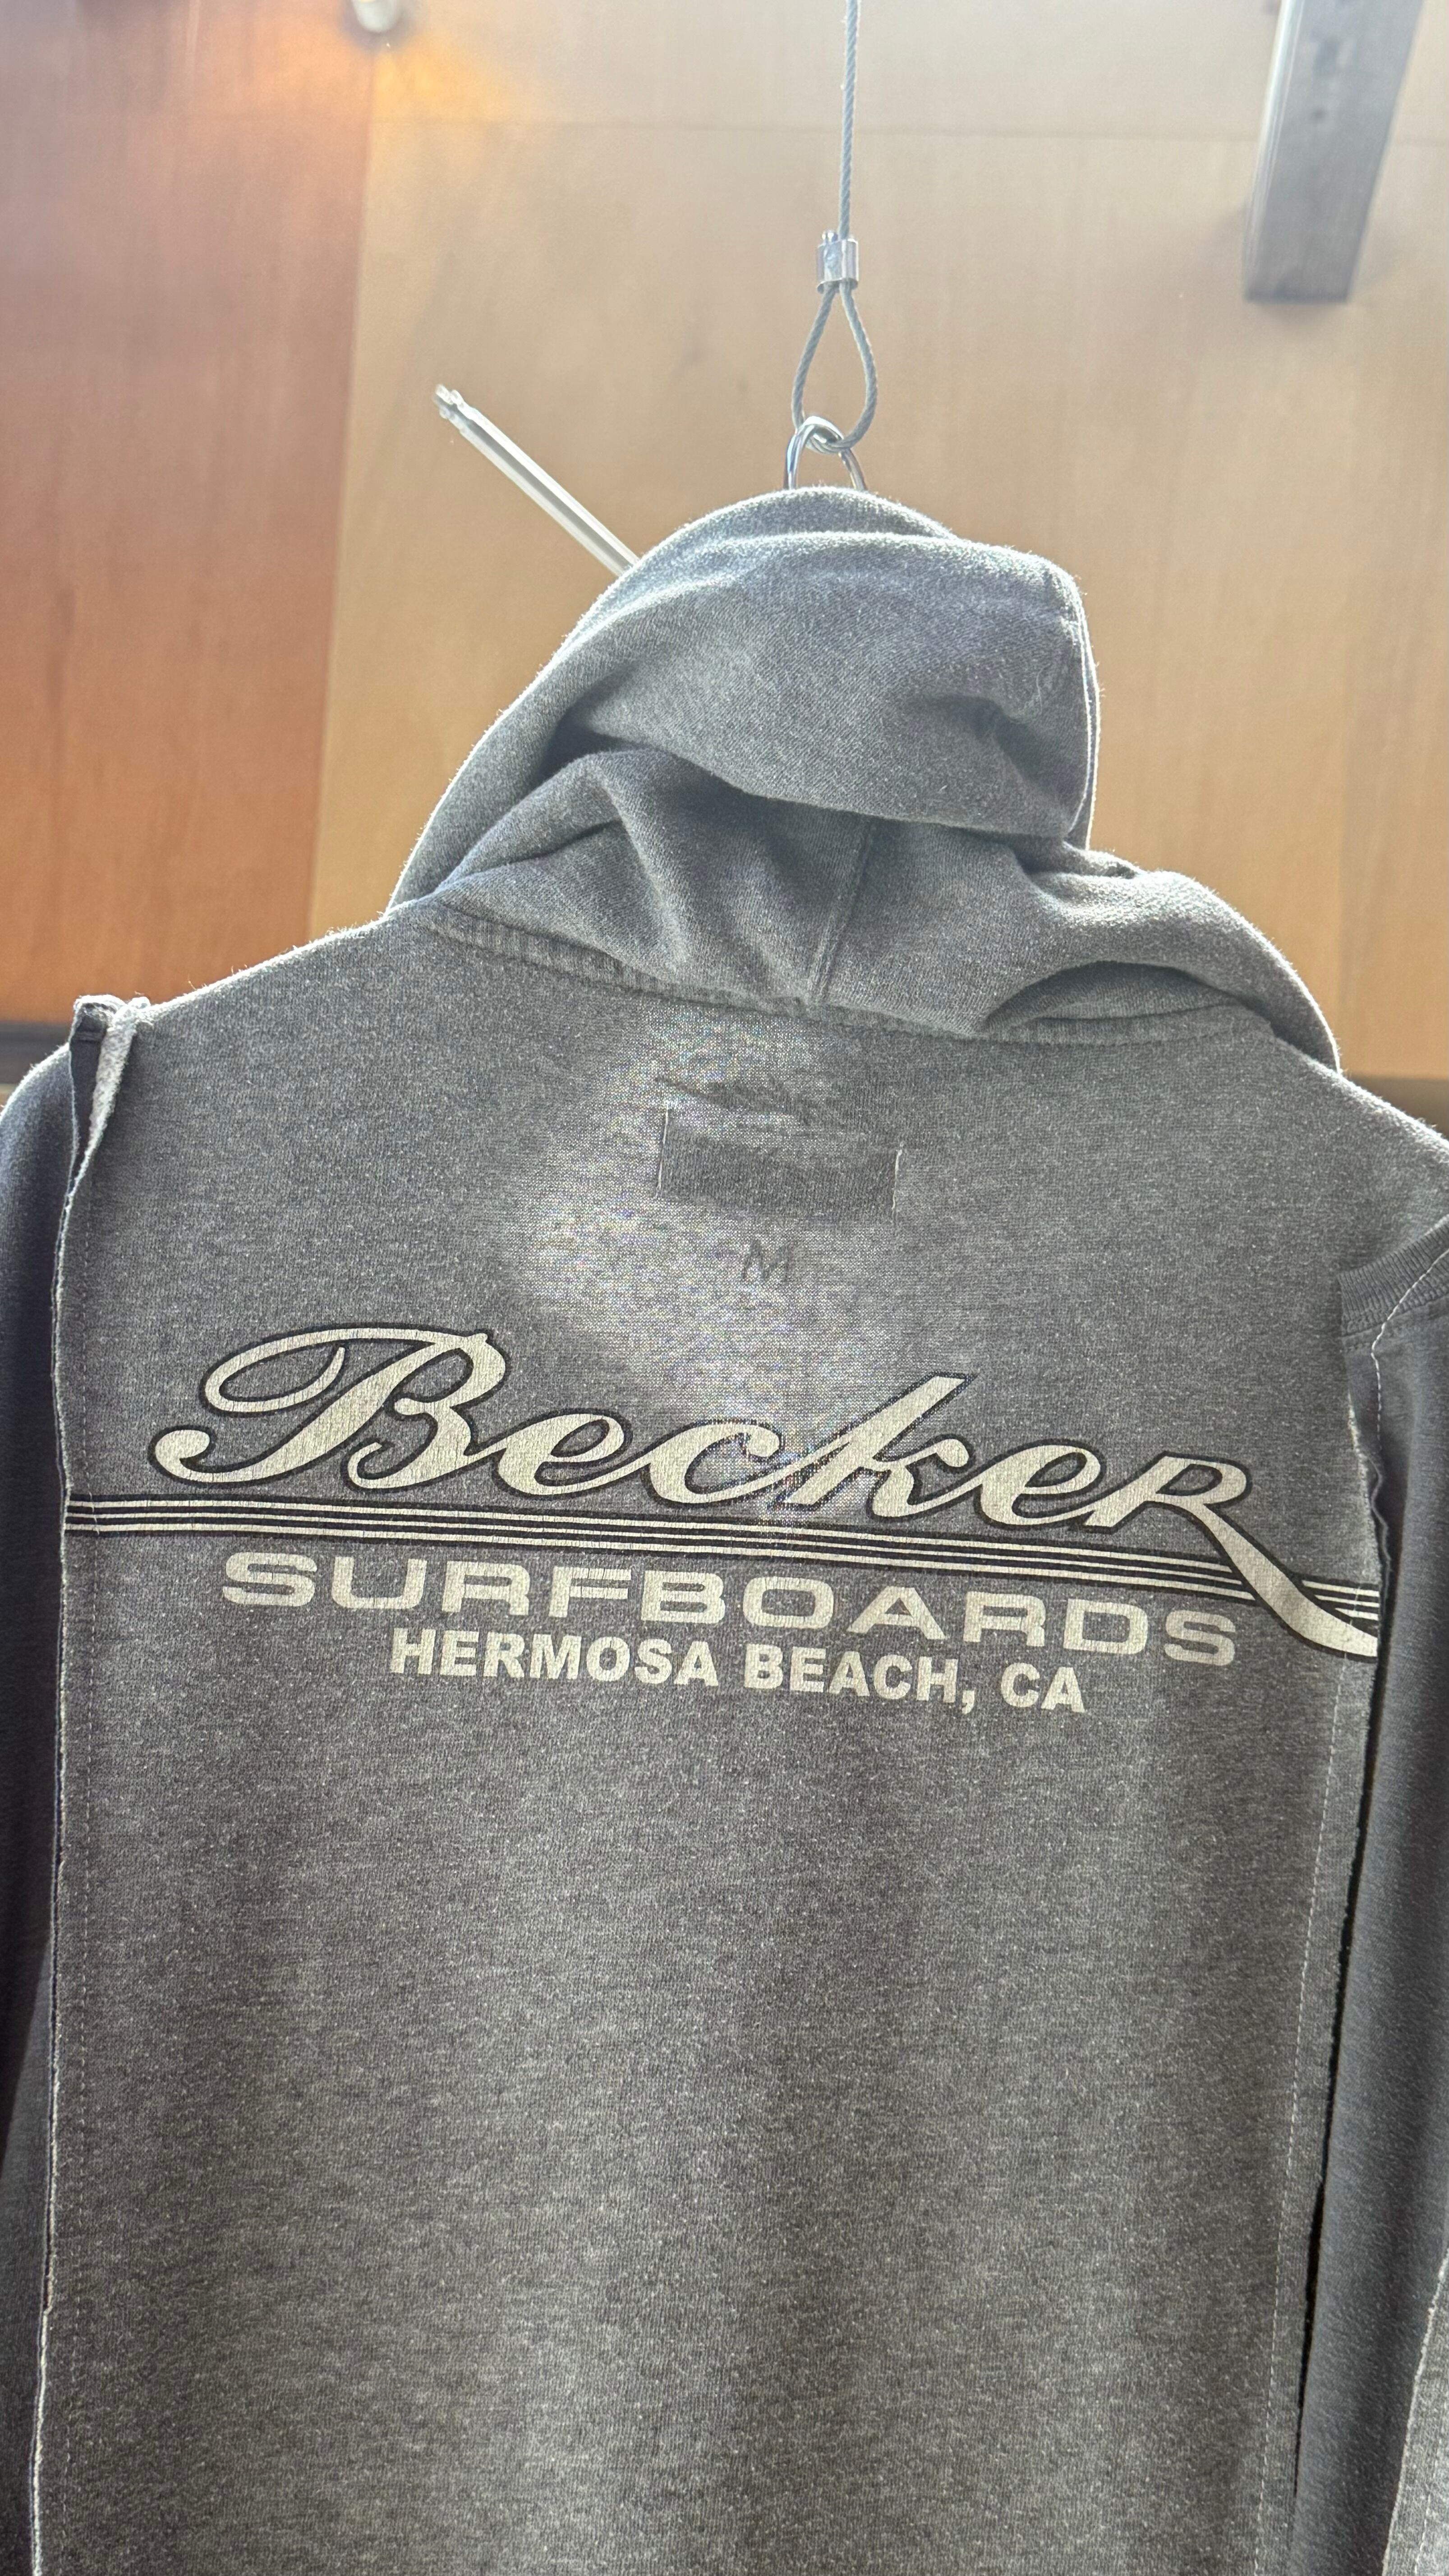 M
Becker
SURFBOARDS
HERMOSA BEACH, CA